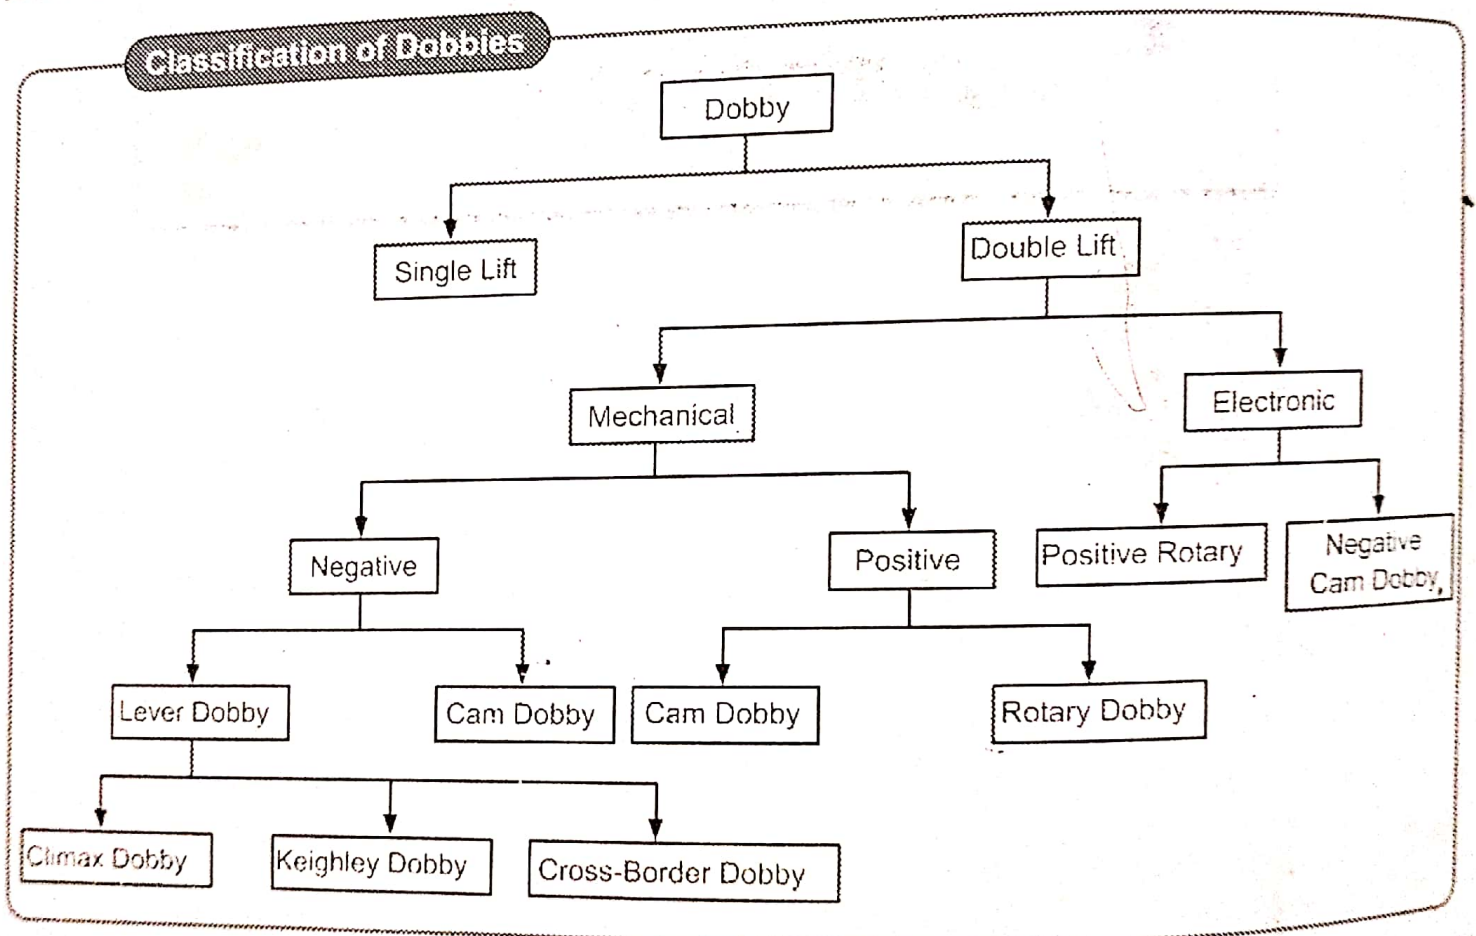 Classification of Dobbies
Dobby
Single Lift
Double Lift
Mechanical
Electronic
Negative
Positive
Positive Rotary
Negative
Cam Dobby,
Lever Dobby
Cam Dobby
Cam Dobby
Rotary Dobby
Climax Dobby
Keighley Dobby
Cross-Border Dobby